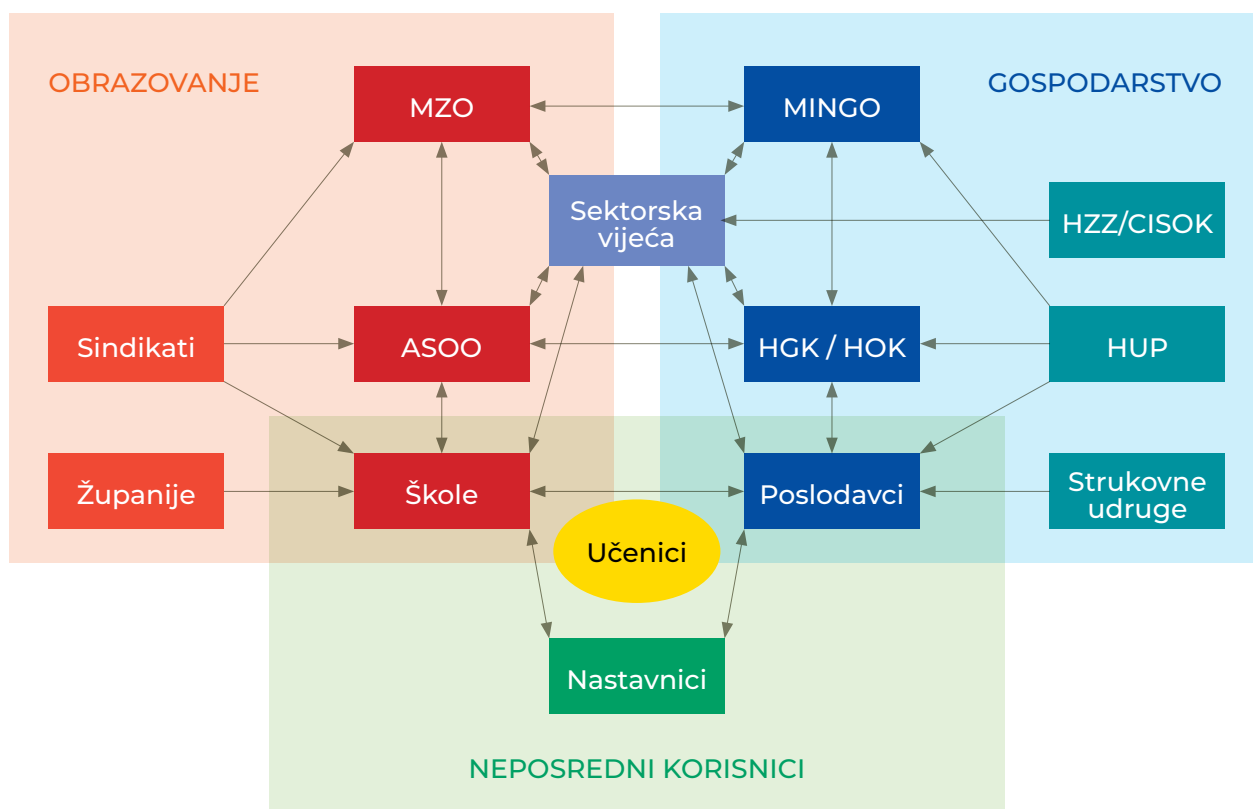 OBRAZOVANJE
MZO
MINGO
GOSPODARSTVO
Sektorska
vijeća
HZZ/CISOK
Sindikati
ASOO
HGK / HOK
HUP
Županije
Škole
Poslodavci
Strukovne
udruge
Učenici
Nastavnici
NEPOSREDNI KORISNICI